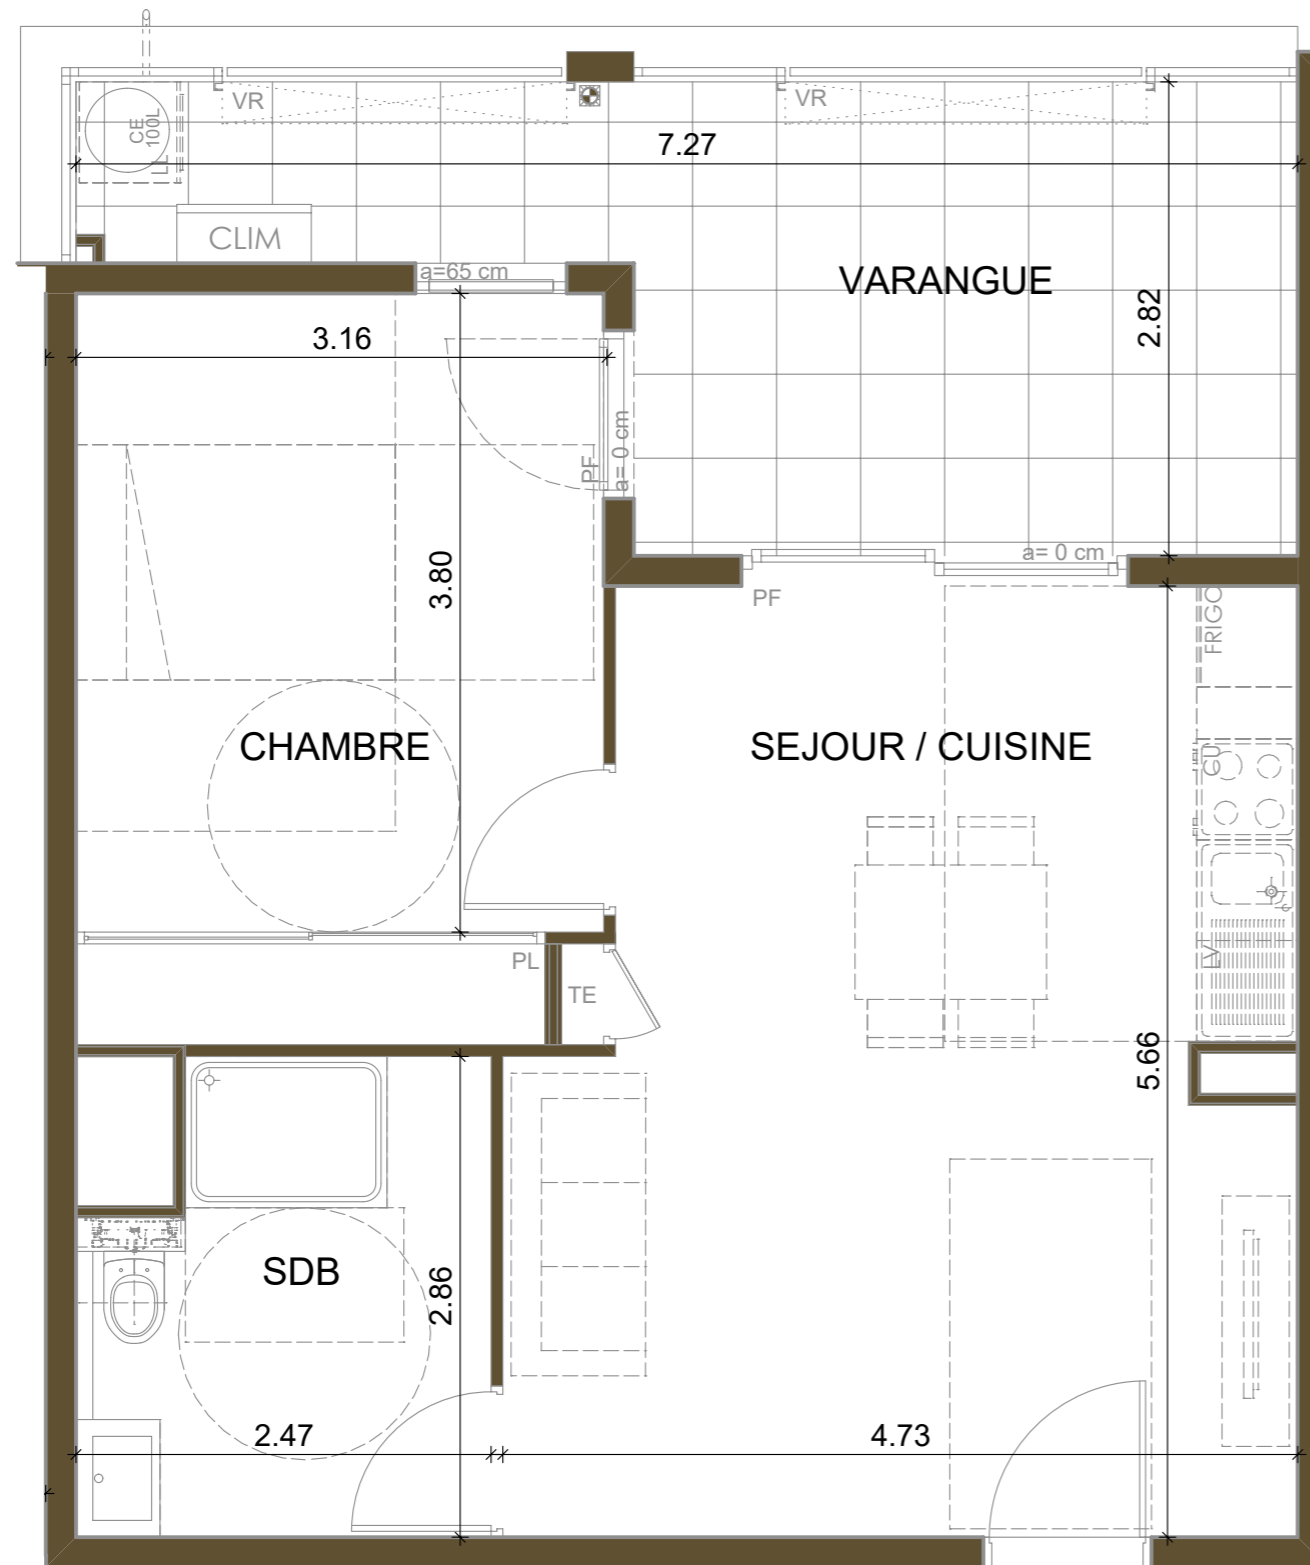 VR
VR
CE
100L
LL
7.27
CLIM
a=65 cm
VARANGUE
2.82
3.16
PF
a= 0 cm
3.80
a= 0 cm
PF
FRIGO
CHAMBRE
SEJOUR / CUISINE
CU
PL
TE
LV
5.66
SDB
2.86
2.47
4.73